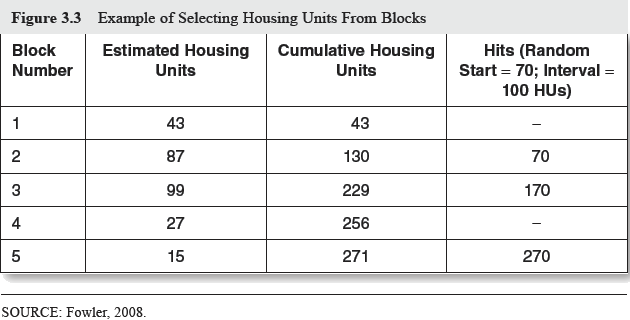 Figure 3.3 Example of Selecting Housing Units From Blocks
Block Number Estimated Housing Units Cumulative Housing Units Hits (Random Start = 70; Interval = 100 HUs)
1 43 43 –
2 87 130 70
3 99 229 170
4 27 256 –
5 15 271 270
SOURCE: Fowler, 2008.